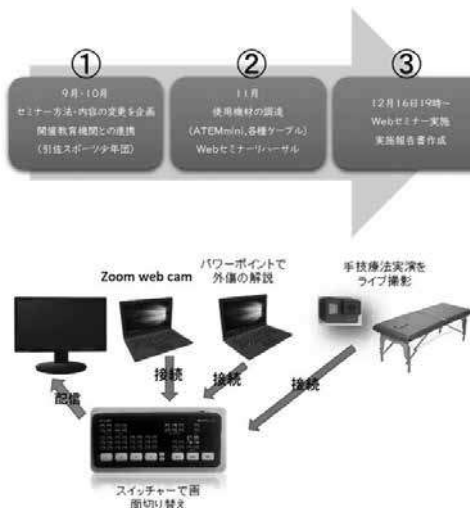 ①
②
③
9月・10月
セミナー方法・内容の変更を企画
開催教育機関との連携
(引佐スポーツ少年団)
11月
使用機材の調達
(ATEMmini,各種ケーブル)
Webセミナーリハーサル
12月16日19時～
Webセミナー実施
実施報告書作成
Zoom web cam
パワーポイントで
外傷の解説
手技療法実演を
ライブ撮影
接続
接続
接続
配信
スイッチャーで画
面切り替え